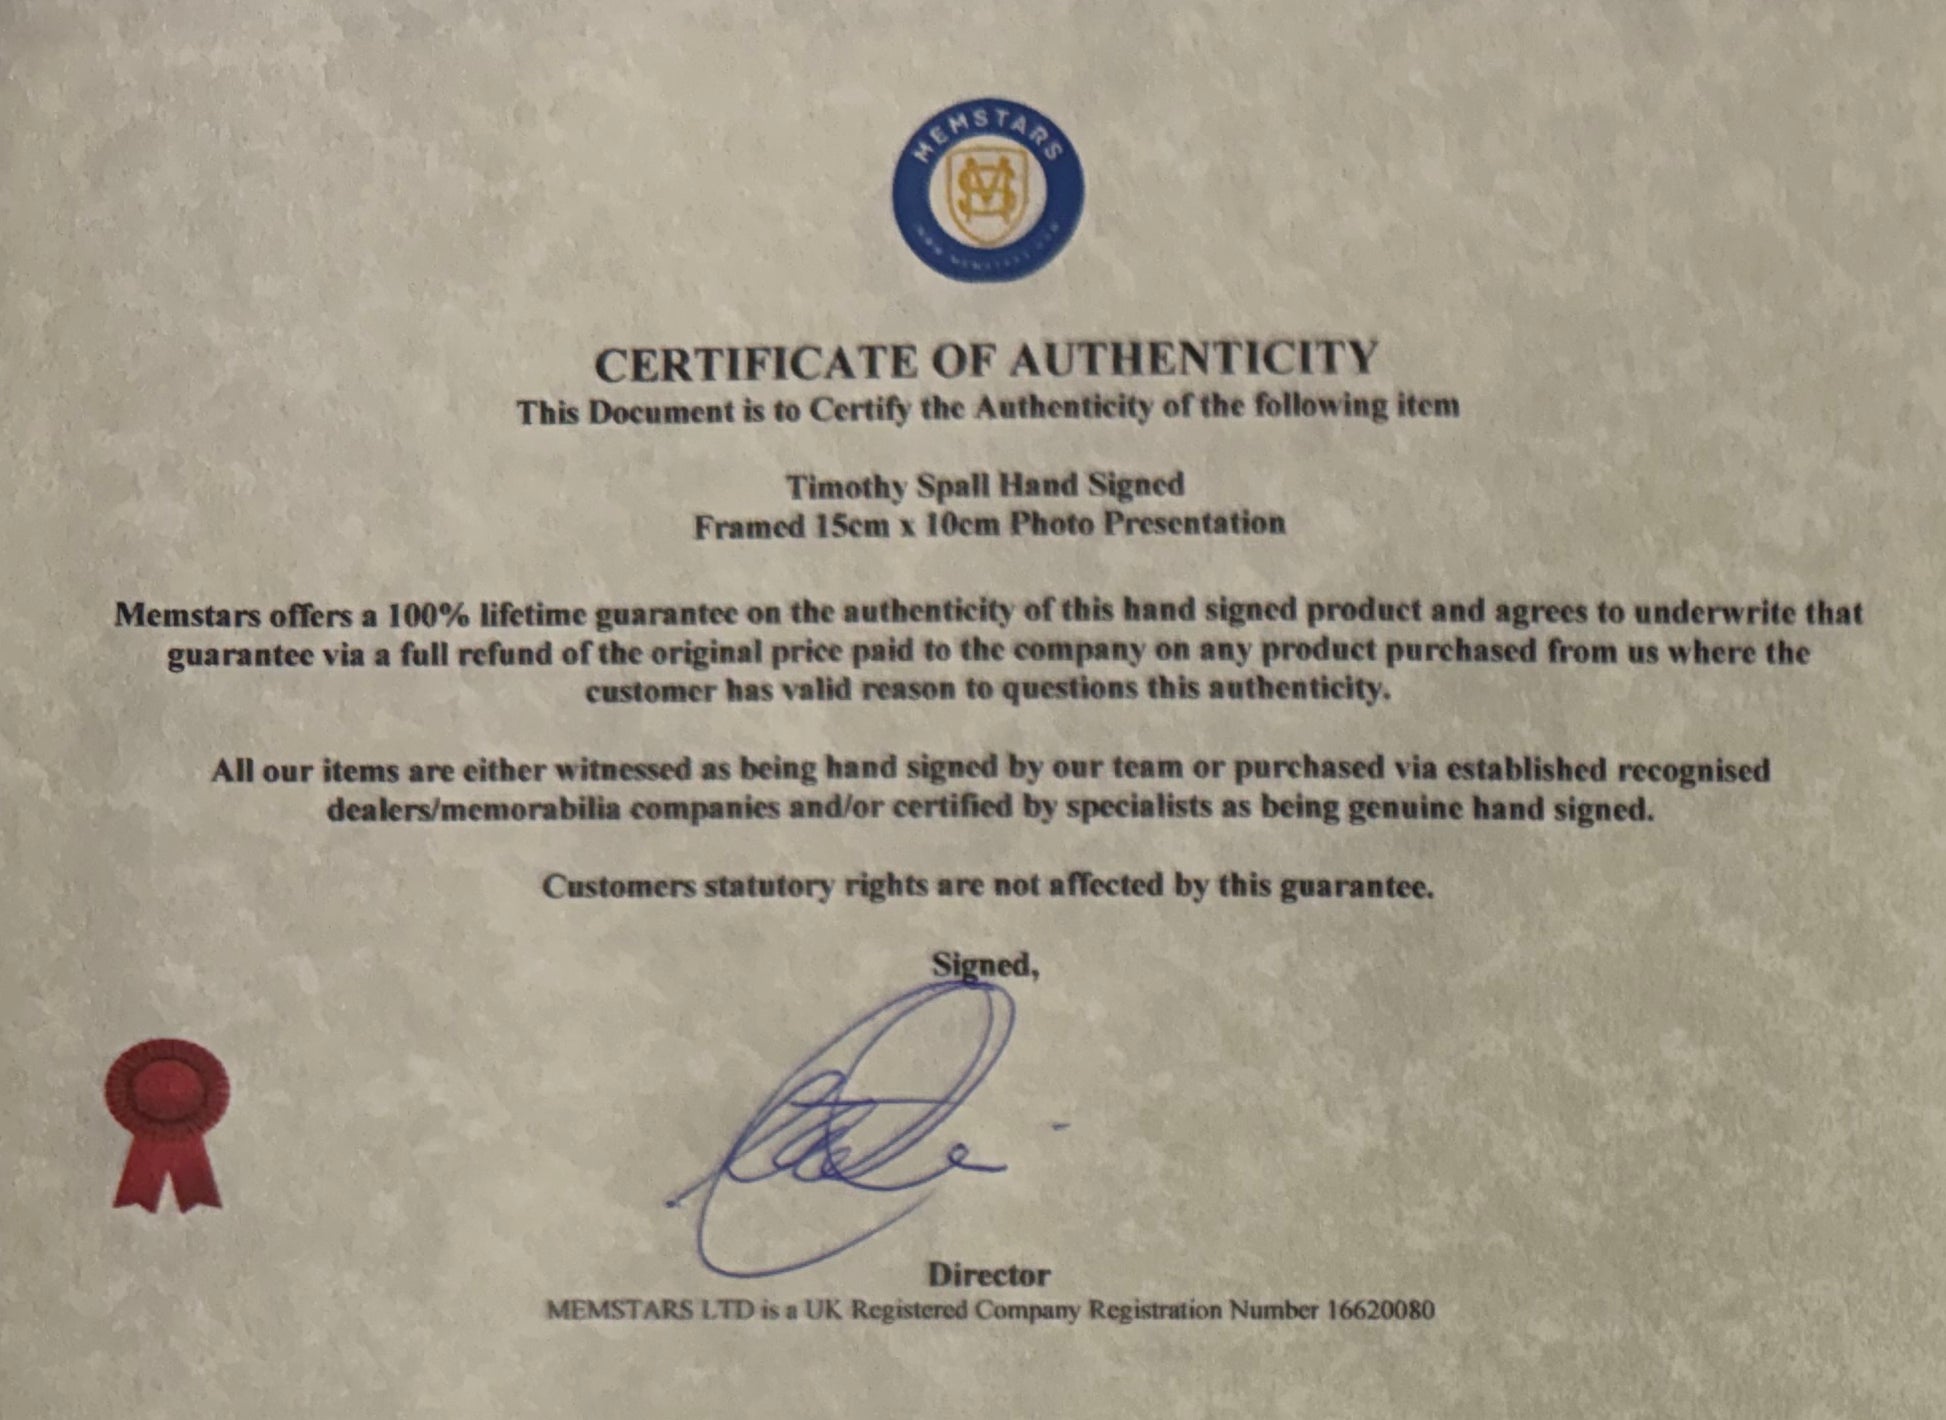 MEMSTARS
CERTIFICATE OF AUTHENTICITY
This Document is to Certify the Authenticity of the following item
Timothy Spall Hand Signed
Framed 15cm x 10cm Photo Presentation
Memstars offers a 100% lifetime guarantee on the authenticity of this hand signed product and agrees to underwrite that
guarantee via a full refund of the original price paid to the company on any product purchased from us where the
customer has valid reason to questions this authenticity.
All our items are either witnessed as being hand signed by our team or purchased via established recognised
dealers/memorabilia companies and/or certified by specialists as being genuine hand signed.
Customers statutory rights are not affected by this guarantee.
Signed,
Director
MEMSTARS LTD is a UK Registered Company Registration Number 16620080